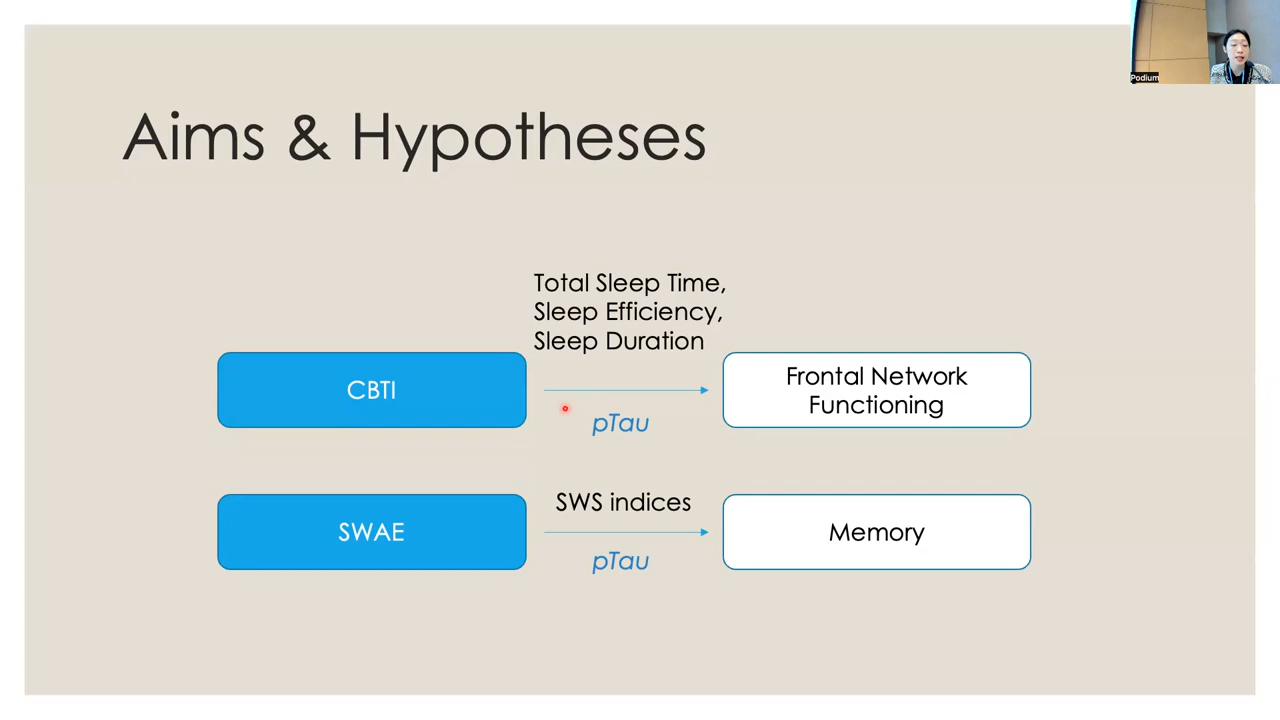 Podium
Aims & Hypotheses
Total Sleep Time,
Sleep Efficiency,
Sleep Duration
CBTI
pTau
Frontal Network
Functioning
SWAE
SWS indices
pTau
Memory